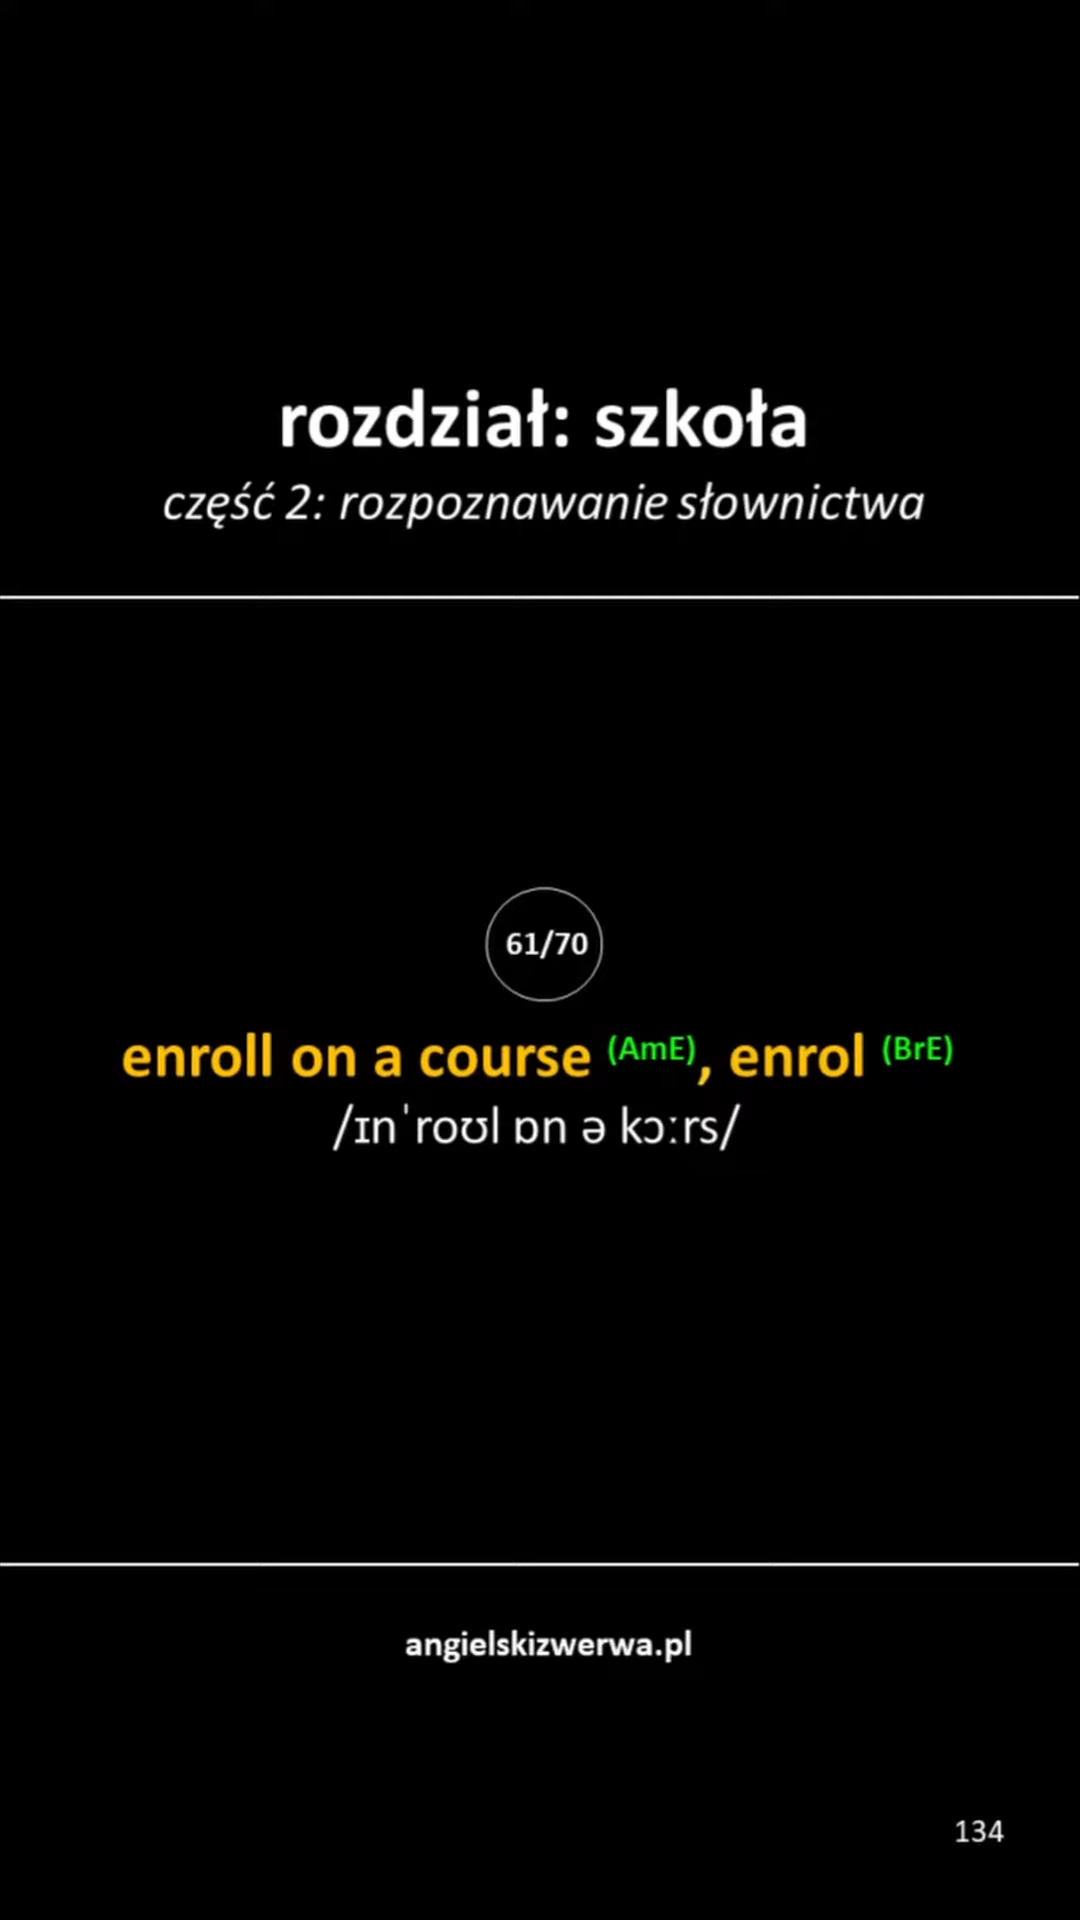 rozdział: szkoła
część 2: rozpoznawanie słownictwa
61/70
enroll on a course (AmE), enrol (BrE)
/ɪnˈroʊl ɒn ə kɔːrs/
angielskizwerwa.pl
134